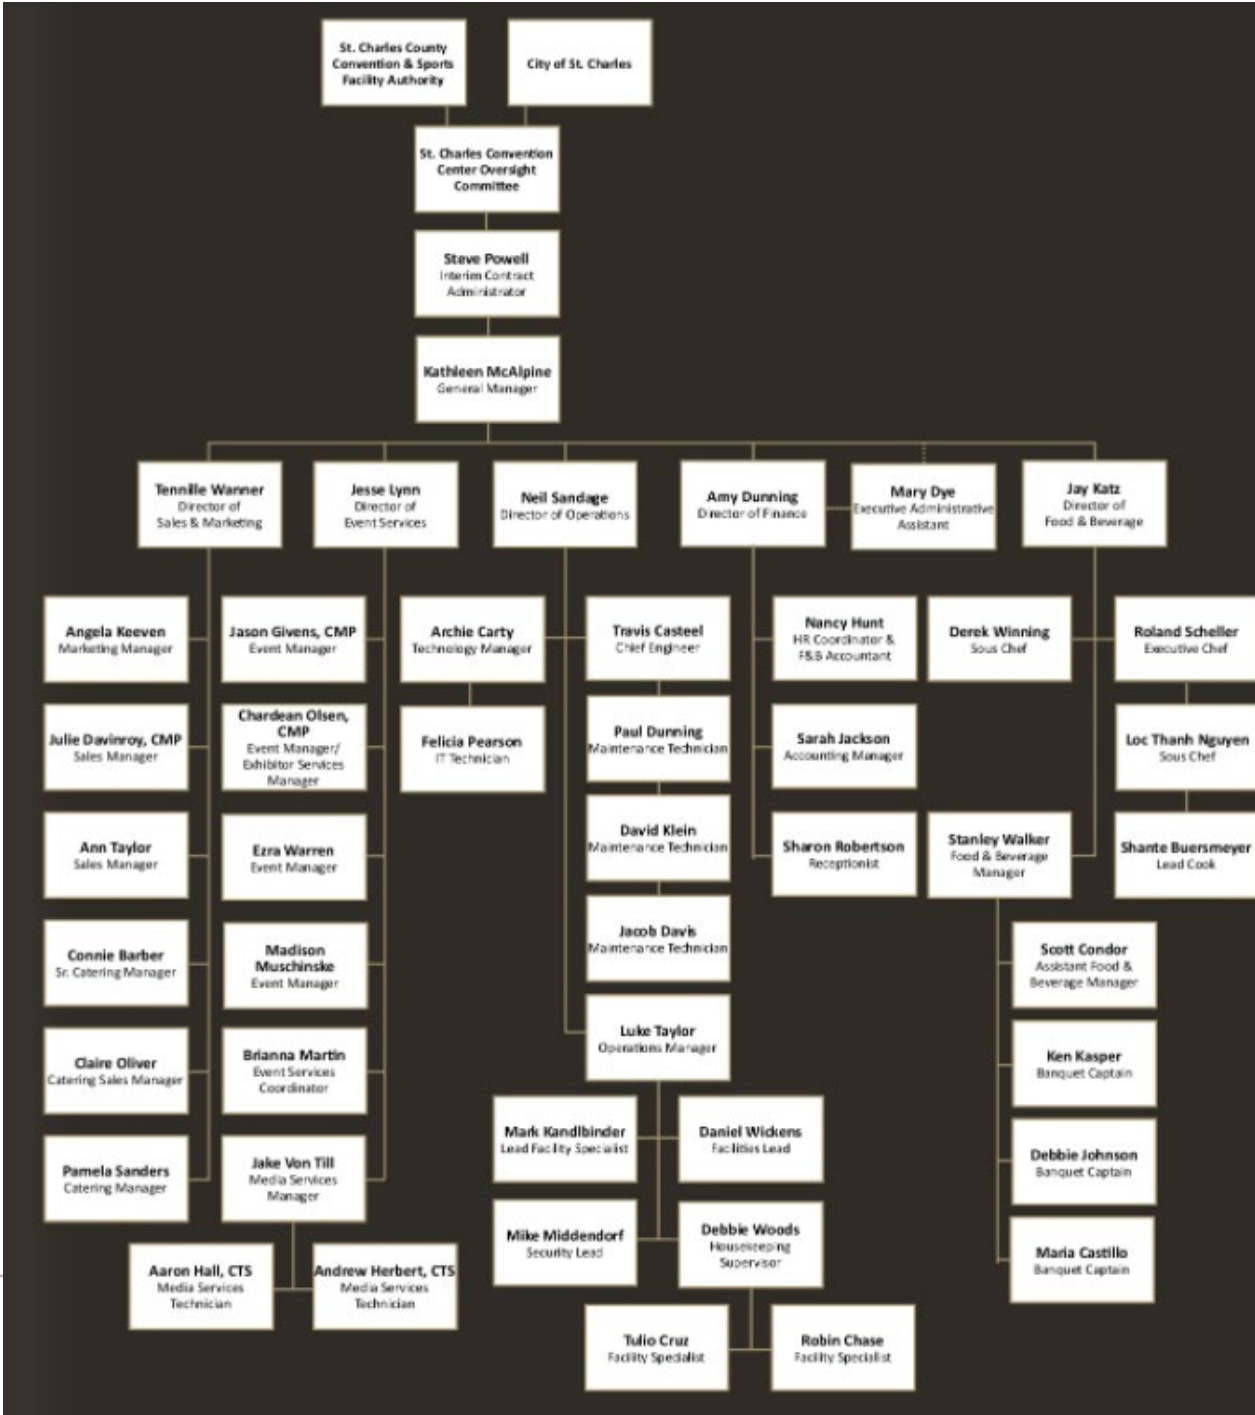 St. Charles County
Convention & Sports
Facility Authority
City of St. Charles
St. Charles Convention
Center Oversight
Committee
Steve Powell
Interim Contract
Administrator
Kathleen McAlpine
General Manager
Tennille Wanner
Director of
Sales & Marketing
Jesse Lynn
Director of
Event Services
Neil Sandage
Director of Operations
Amy Dunning
Director of Finance
Mary Dye
Executive Administrative
Assistant
Jay Katz
Director of
Food & Beverage
Angela Keeven
Marketing Manager
Jason Givens, CMP
Event Manager
Archie Carty
Technology Manager
Travis Casteel
Chief Engineer
Nancy Hunt
HR Coordinator &
F&B Accountant
Derek Winning
Sous Chef
Roland Scheller
Executive Chef
Julie Davinroy, CMP
Sales Manager
Chardean Olsen,
CMP
Event Manager/
Exhibitor Services
Manager
Felicia Pearson
IT Technician
Paul Dunning
Maintenance Technician
Sarah Jackson
Accounting Manager
Loc Thanh Nguyen
Sous Chef
Ann Taylor
Sales Manager
Ezra Warren
Event Manager
David Klein
Maintenance Technician
Sharon Robertson
Receptionist
Stanley Walker
Food & Beverage
Manager
Shante Buersmeyer
Lead Cook
Connie Barber
Sr. Catering Manager
Madison
Muschinske
Event Manager
Jacob Davis
Maintenance Technician
Scott Condor
Assistant Food &
Beverage Manager
Claire Oliver
Catering Sales Manager
Brianna Martin
Event Services
Coordinator
Luke Taylor
Operations Manager
Ken Kasper
Banquet Captain
Pamela Sanders
Catering Manager
Jake Von Till
Media Services
Manager
Mark Kandlbinder
Lead Facility Specialist
Daniel Wickens
Facilities Lead
Debbie Johnson
Banquet Captain
Mike Middendorf
Security Lead
Debbie Woods
Housekeeping
Supervisor
Maria Castillo
Banquet Captain
Aaron Hall, CTS
Media Services
Technician
Andrew Herbert, CTS
Media Services
Technician
Tulio Cruz
Facility Specialist
Robin Chase
Facility Specialist